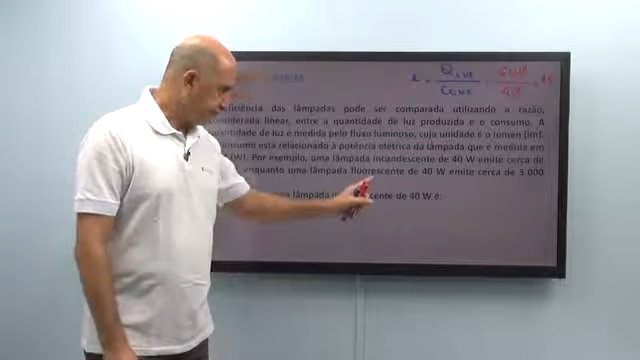 e = Q LUZ / CONS = 600 / 40 = 15
eficiência das lâmpadas pode ser comparada utilizando a razão,
considerada linear, entre a quantidade de luz produzida e o consumo. A
quantidade de luz é medida pelo fluxo luminoso, cuja unidade é o lúmen (lm).
consumo está relacionado à potência elétrica da lâmpada que é medida em
(W). Por exemplo, uma lâmpada incandescente de 40 W emite cerca de
enquanto uma lâmpada fluorescente de 40 W emite cerca de 3 000
lâmpada de 40 W é: